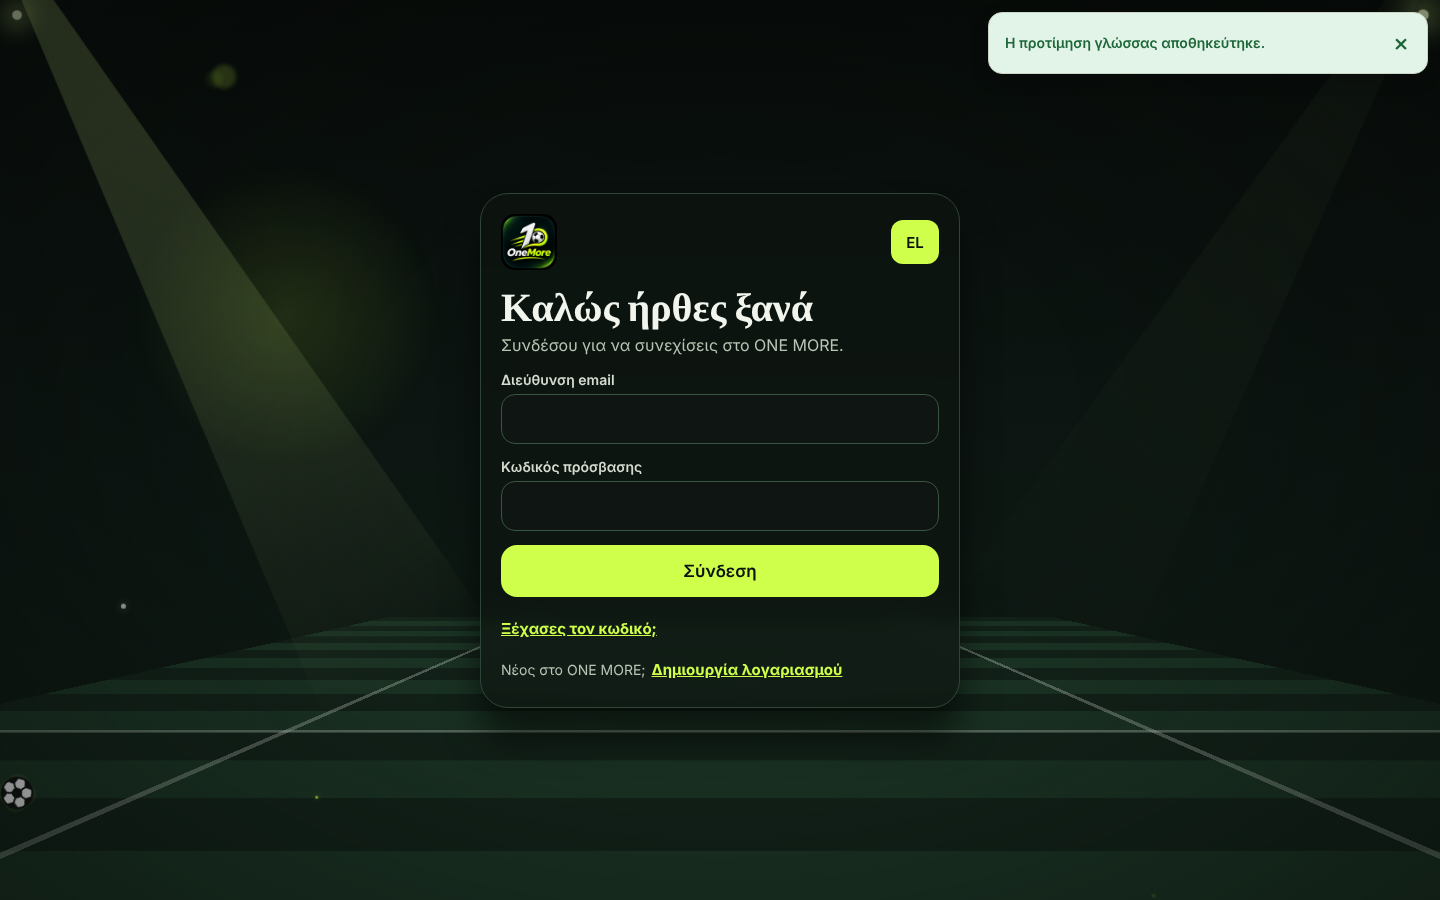 Η προτίμηση γλώσσας αποθηκεύτηκε.
×
1
OneMore
EL
Καλώς ήρθες ξανά
Συνδέσου για να συνεχίσεις στο ONE MORE.
Διεύθυνση email
Κωδικός πρόσβασης
Σύνδεση
Ξέχασες τον κωδικό;
Νέος στο ONE MORE; Δημιουργία λογαριασμού